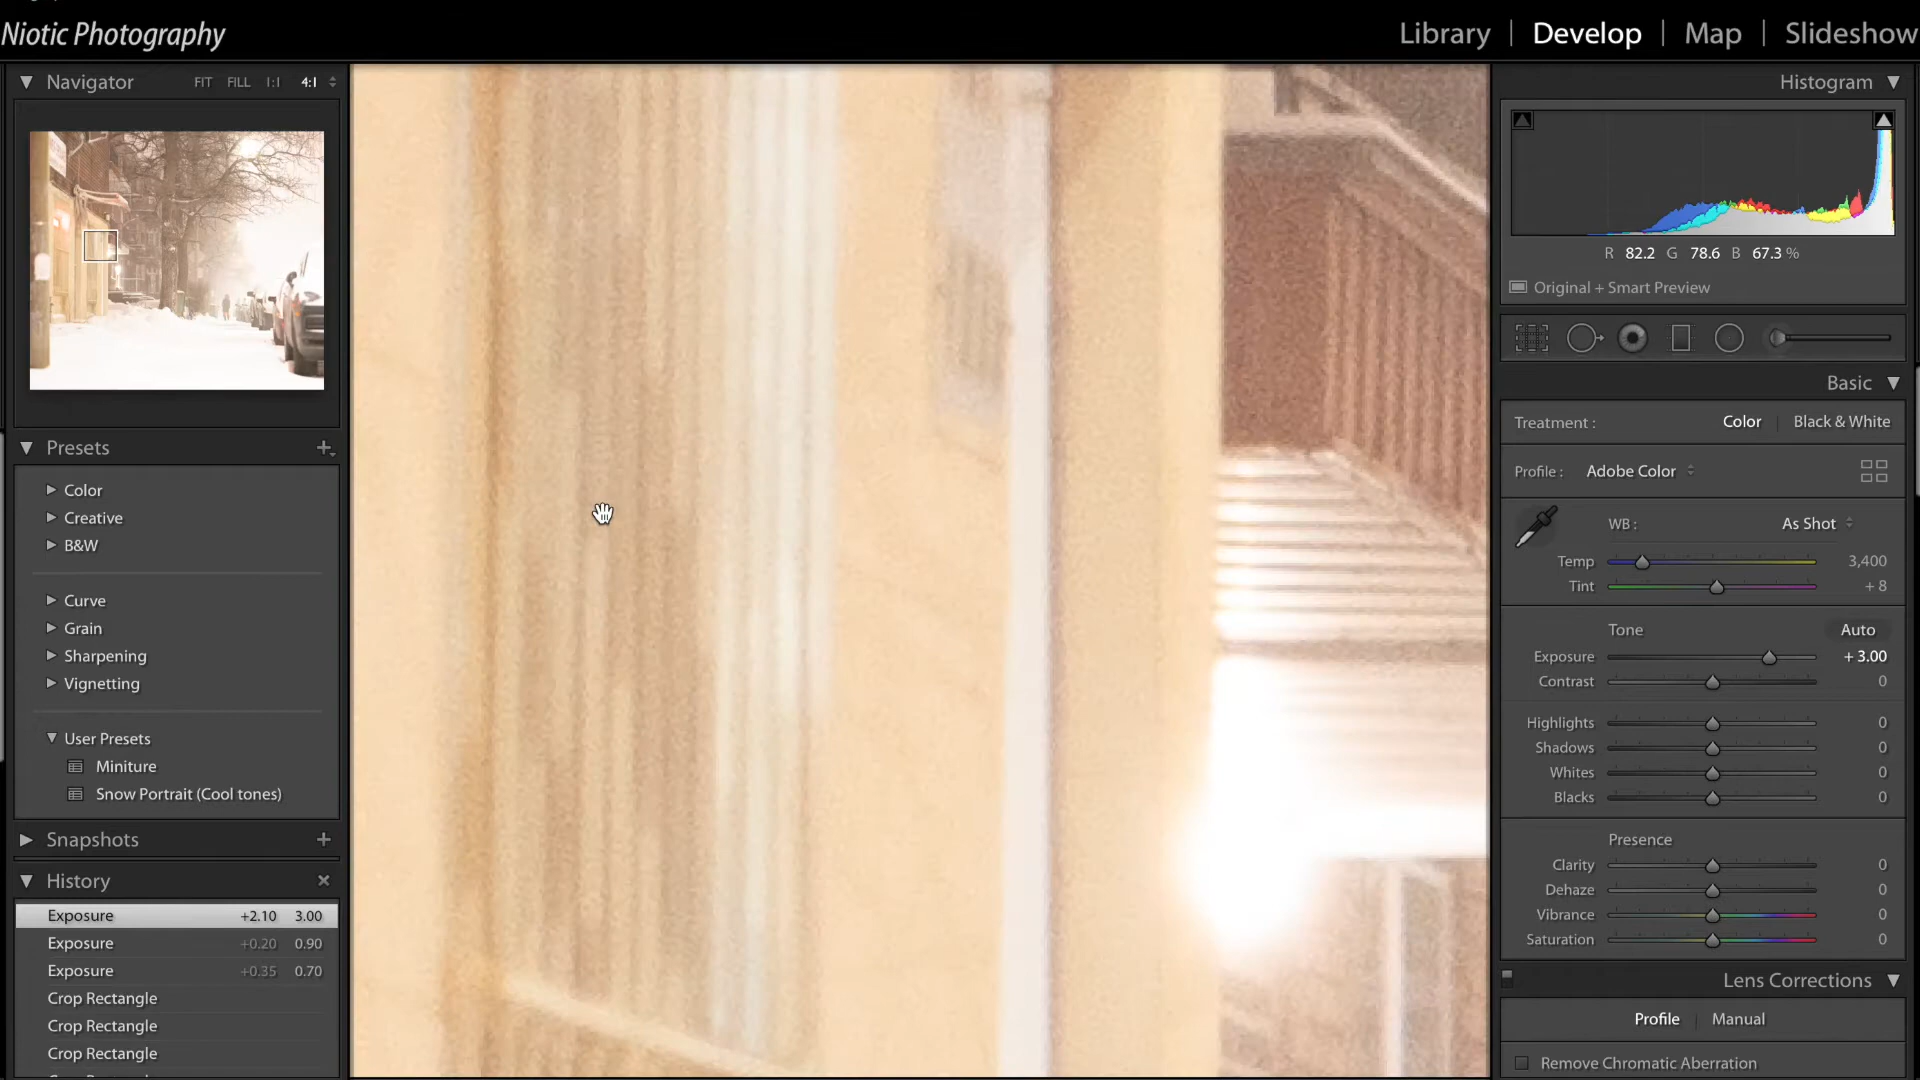 Niotic Photography
Library | Develop | Map | Slideshow
Navigator FIT FILL 1:1 4:1
Presets
Color
Creative
B&W
Curve
Grain
Sharpening
Vignetting
User Presets
Miniture
Snow Portrait (Cool tones)
Snapshots
History
Exposure +2.10 3.00
Exposure +0.20 0.90
Exposure +0.35 0.70
Crop Rectangle
Crop Rectangle
Crop Rectangle
Histogram
R 82.2 G 78.6 B 67.3 %
Original + Smart Preview
Basic
Treatment : Color | Black & White
Profile : Adobe Color
WB : As Shot
Temp 3,400
Tint + 8
Tone Auto
Exposure + 3.00
Contrast 0
Highlights 0
Shadows 0
Whites 0
Blacks 0
Presence
Clarity 0
Dehaze 0
Vibrance 0
Saturation 0
Lens Corrections
Profile | Manual
Remove Chromatic Aberration